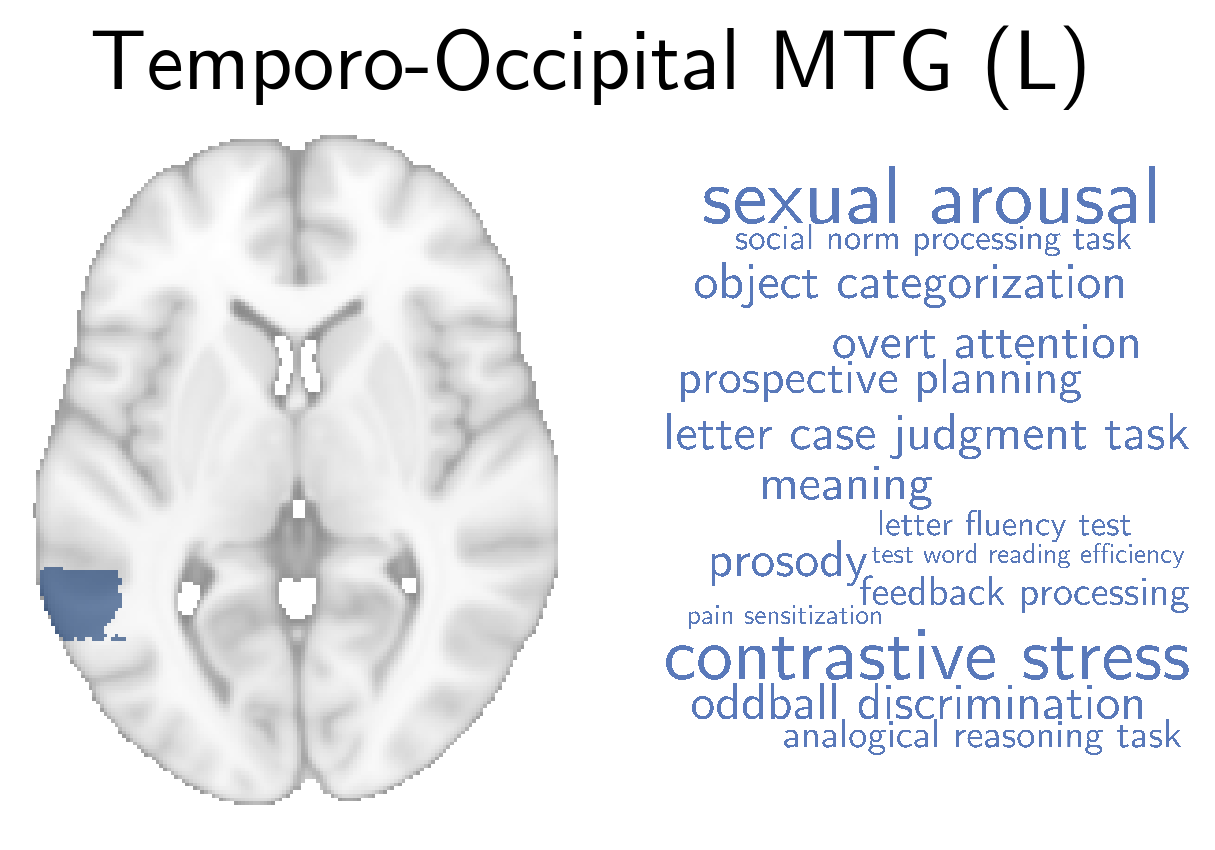 Temporo-Occipital MTG (L)
sexual arousal
social norm processing task
object categorization
overt attention
prospective planning
letter case judgment task
meaning
letter fluency test
prosody
test word reading efficiency
feedback processing
pain sensitization
contrastive stress
oddball discrimination
analogical reasoning task